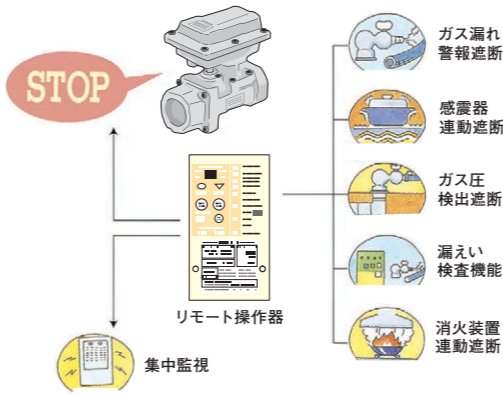 STOP
ガス漏れ
警報遮断
感震器
連動遮断
ガス圧
検出遮断
漏えい
検査機能
消火装置
連動遮断
リモート操作器
集中監視